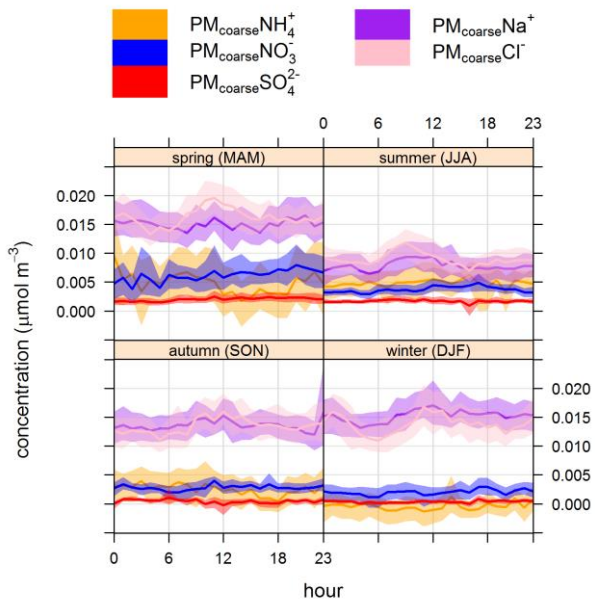 PMcoarseNH4+ PMcoarseNa+
PMcoarseNO3- PMcoarseCl-
PMcoarseSO42-
0 6 12 18 23
spring (MAM) summer (JJA)
0.020
0.015
0.010
0.005
0.000
autumn (SON) winter (DJF)
0.020
0.015
0.010
0.005
0.000
0 6 12 18 23
concentration (μmol m−3)
hour